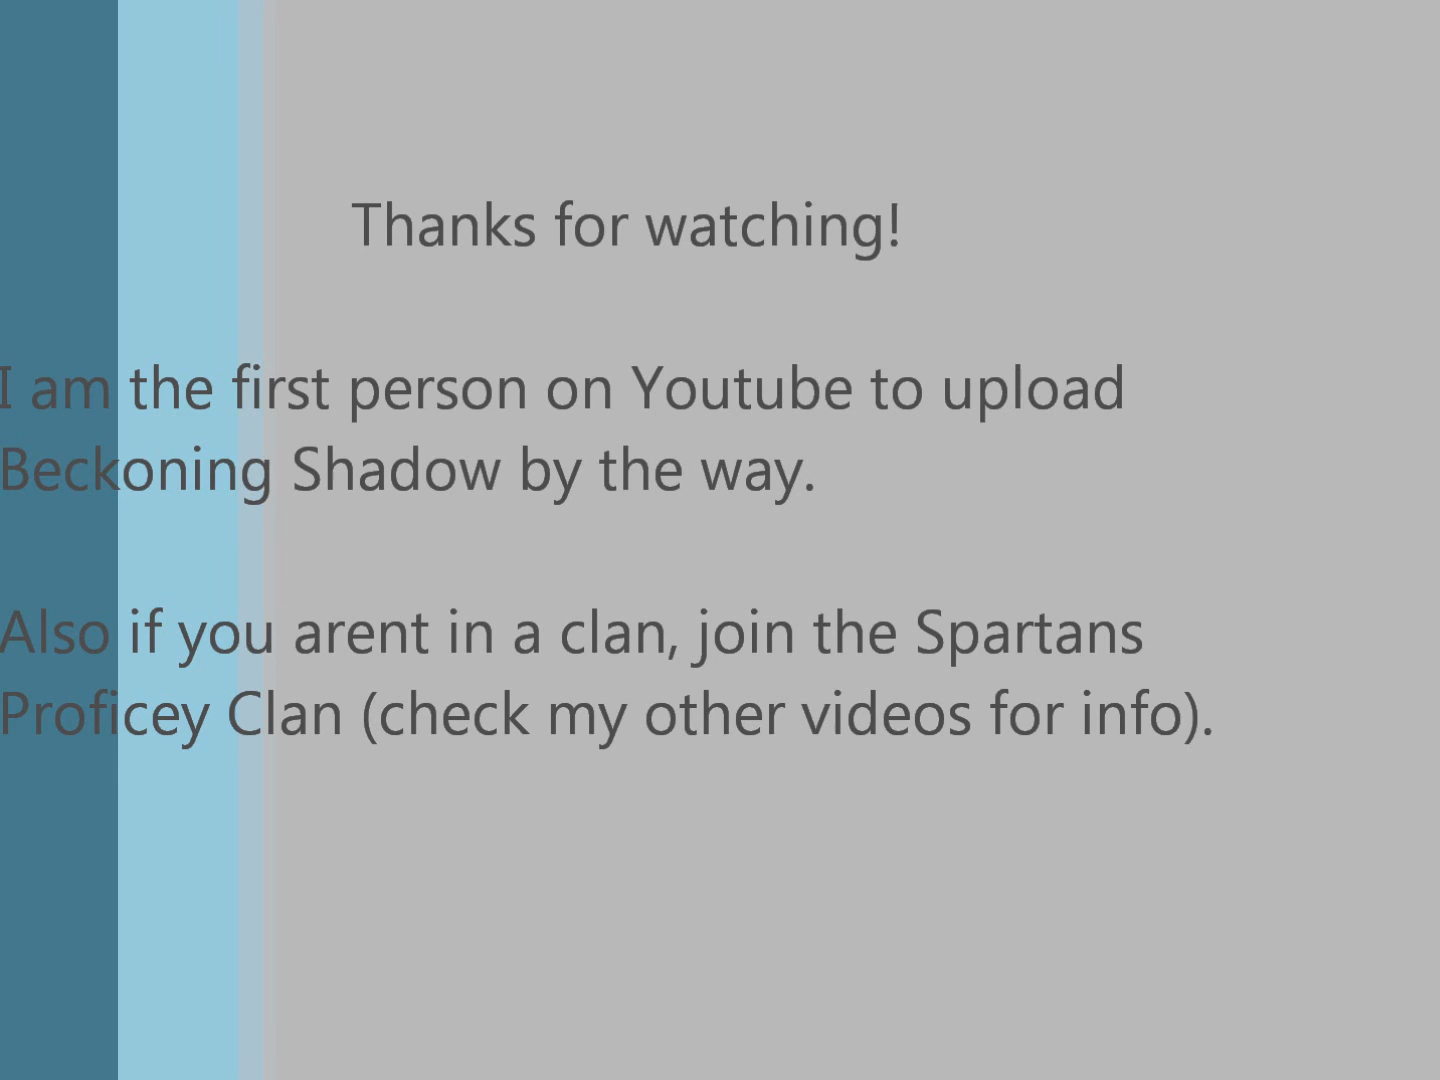 Thanks for watching!
I am the first person on Youtube to upload
Beckoning Shadow by the way.
Also if you arent in a clan, join the Spartans
Proficey Clan (check my other videos for info).